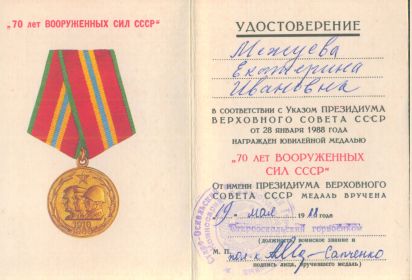 „70 лет ВООРУЖЕННЫХ СИЛ СССР"
УДОСТОВЕРЕНИЕ
Межуева
Екатерина
Ивановна
В СООТВЕТСТВИИ с Указом ПРЕЗИДИУМА
ВЕРХОВНОГО СОВЕТА СССР
ОТ 28 ЯНВАРЯ 1988 ГОДА
НАГРАЖДЕН ЮБИЛЕЙНОЙ МЕДАЛЬЮ
„70 ЛЕТ ВООРУЖЕННЫХ
СИЛ СССР"
От имени ПРЕЗИДИУМА ВЕРХОВНОГО
СОВЕТА СССР МЕДАЛЬ ВРУЧЕНА
19 мая 1988 ГОДА
(должность, воинское звание и
М. П.
подпись лица, вручившего медаль)